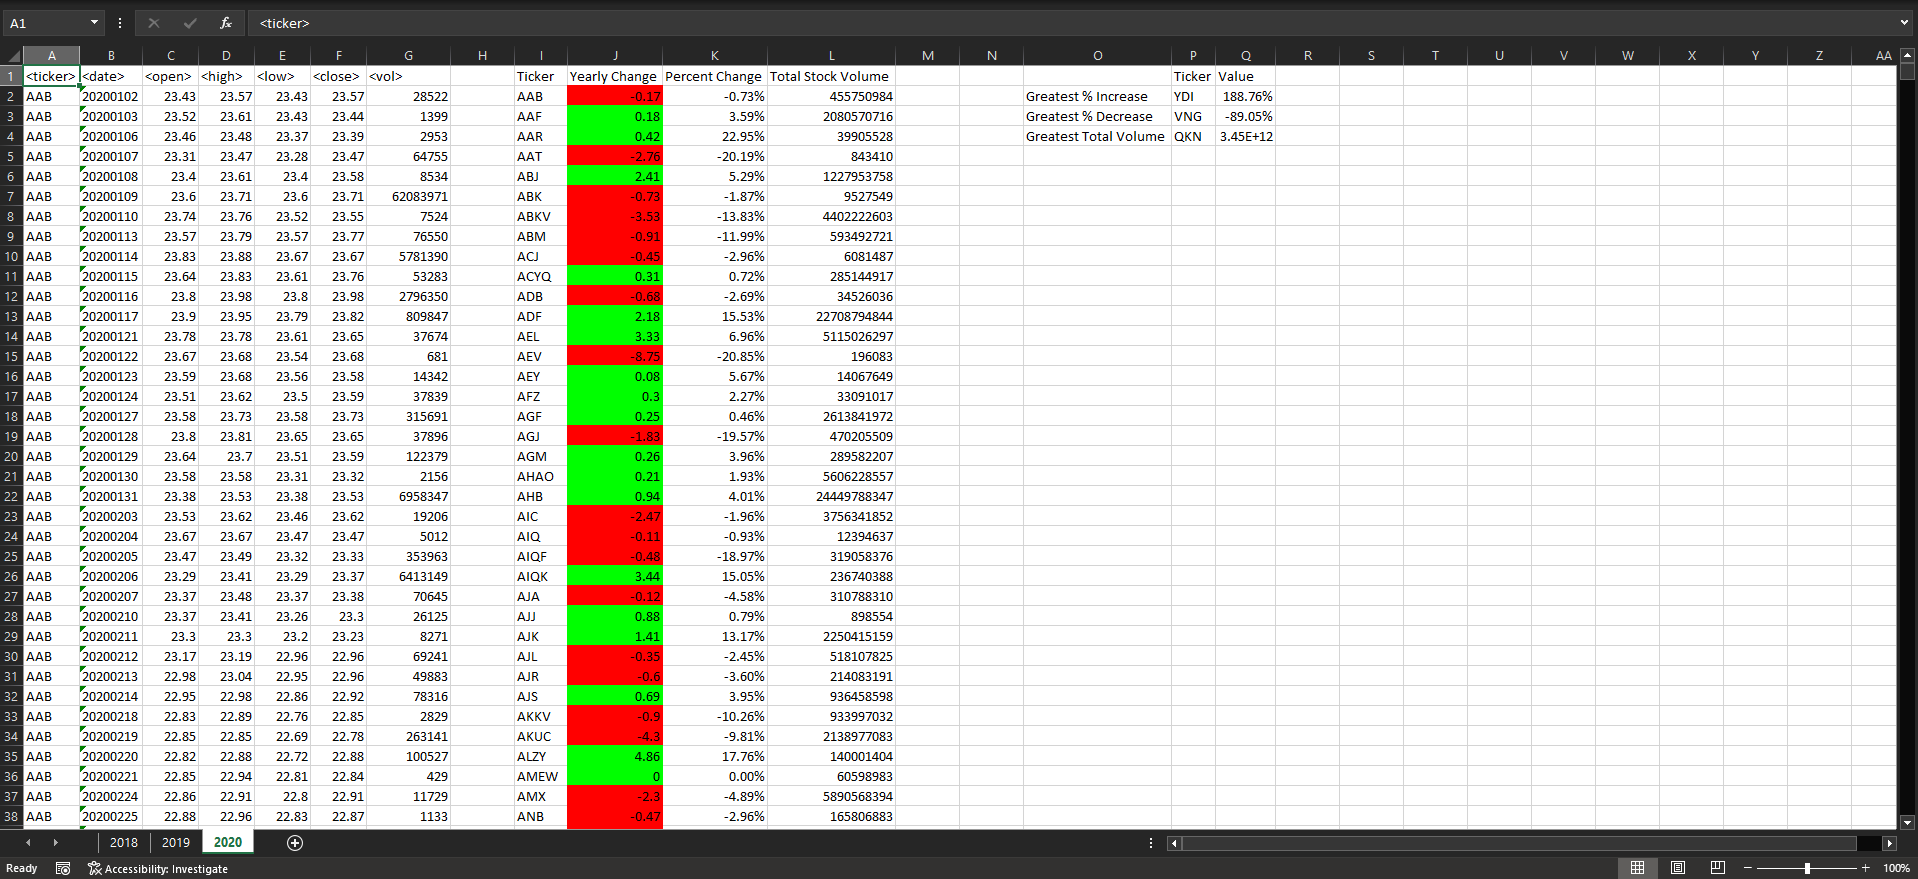 A1 fx <ticker>
A B C D E F G H I J K L M N O P Q R S T U V W X Y Z AA
1 <ticker> <date> <open> <high> <low> <close> <vol> Ticker Yearly Change Percent Change Total Stock Volume Ticker Value
2 AAB 20200102 23.43 23.57 23.43 23.57 28522 AAB -0.17 -0.73% 455750984 Greatest % Increase YDI 188.76%
3 AAB 20200103 23.52 23.61 23.43 23.44 1399 AAF 0.18 3.59% 2080570716 Greatest % Decrease VNG -89.05%
4 AAB 20200106 23.46 23.48 23.37 23.39 2953 AAR 0.42 22.95% 39905528 Greatest Total Volume QKN 3.45E+12
5 AAB 20200107 23.31 23.47 23.28 23.47 64755 AAT -2.76 -20.19% 843410
6 AAB 20200108 23.4 23.61 23.4 23.58 8534 ABJ 2.41 5.29% 1227953758
7 AAB 20200109 23.6 23.71 23.6 23.71 62083971 ABK -0.73 -1.87% 9527549
8 AAB 20200110 23.74 23.76 23.52 23.55 7524 ABKV -3.53 -13.83% 4402222603
9 AAB 20200113 23.57 23.79 23.57 23.77 76550 ABM -0.91 -11.99% 593492721
10 AAB 20200114 23.83 23.88 23.67 23.67 5781390 ACJ -0.45 -2.96% 6081487
11 AAB 20200115 23.64 23.83 23.61 23.76 53283 ACYQ 0.31 0.72% 285144917
12 AAB 20200116 23.8 23.98 23.8 23.98 2796350 ADB -0.68 -2.69% 34526036
13 AAB 20200117 23.9 23.95 23.79 23.82 809847 ADF 2.18 15.53% 22708794844
14 AAB 20200121 23.78 23.78 23.61 23.65 37674 AEL 3.33 6.96% 5115026297
15 AAB 20200122 23.67 23.68 23.54 23.68 681 AEV -8.75 -20.85% 196083
16 AAB 20200123 23.59 23.68 23.56 23.58 14342 AEY 0.08 5.67% 14067649
17 AAB 20200124 23.51 23.62 23.5 23.59 37839 AFZ 0.3 2.27% 33091017
18 AAB 20200127 23.58 23.73 23.58 23.73 315691 AGF 0.25 0.46% 2613841972
19 AAB 20200128 23.8 23.81 23.65 23.65 37896 AGJ -1.83 -19.57% 470205509
20 AAB 20200129 23.64 23.7 23.51 23.59 122379 AGM 0.26 3.96% 289582207
21 AAB 20200130 23.58 23.58 23.31 23.32 2156 AHAO 0.21 1.93% 5606228557
22 AAB 20200131 23.38 23.53 23.38 23.53 6958347 AHB 0.94 4.01% 24449788347
23 AAB 20200203 23.53 23.62 23.46 23.62 19206 AIC -2.47 -1.96% 3756341852
24 AAB 20200204 23.67 23.67 23.47 23.47 5012 AIQ -0.11 -0.93% 12394637
25 AAB 20200205 23.47 23.49 23.32 23.33 353963 AIQF -0.48 -18.97% 319058376
26 AAB 20200206 23.29 23.41 23.29 23.37 6413149 AIQK 3.44 15.05% 236740388
27 AAB 20200207 23.37 23.48 23.37 23.38 70645 AJA -0.12 -4.58% 310788310
28 AAB 20200210 23.37 23.41 23.26 23.3 26125 AJJ 0.88 0.79% 898554
29 AAB 20200211 23.3 23.3 23.2 23.23 8271 AJK 1.41 13.17% 2250415159
30 AAB 20200212 23.17 23.19 22.96 22.96 69241 AJL -0.35 -2.45% 518107825
31 AAB 20200213 22.98 23.04 22.95 22.96 49883 AJR -0.6 -3.60% 214083191
32 AAB 20200214 22.95 22.98 22.86 22.92 78316 AJS 0.69 3.95% 936458598
33 AAB 20200218 22.83 22.89 22.76 22.85 2829 AKKV -0.9 -10.26% 933997032
34 AAB 20200219 22.85 22.85 22.69 22.78 263141 AKUC -4.3 -9.81% 2138977083
35 AAB 20200220 22.82 22.88 22.72 22.88 100527 ALZY 4.86 17.76% 140001404
36 AAB 20200221 22.85 22.94 22.81 22.84 429 AMEW 0 0.00% 60598983
37 AAB 20200224 22.86 22.91 22.8 22.91 11729 AMX -2.3 -4.89% 5890568394
38 AAB 20200225 22.88 22.96 22.83 22.87 1133 ANB -0.47 -2.96% 165806883
2018 2019 2020
Ready Accessibility: Investigate 100%